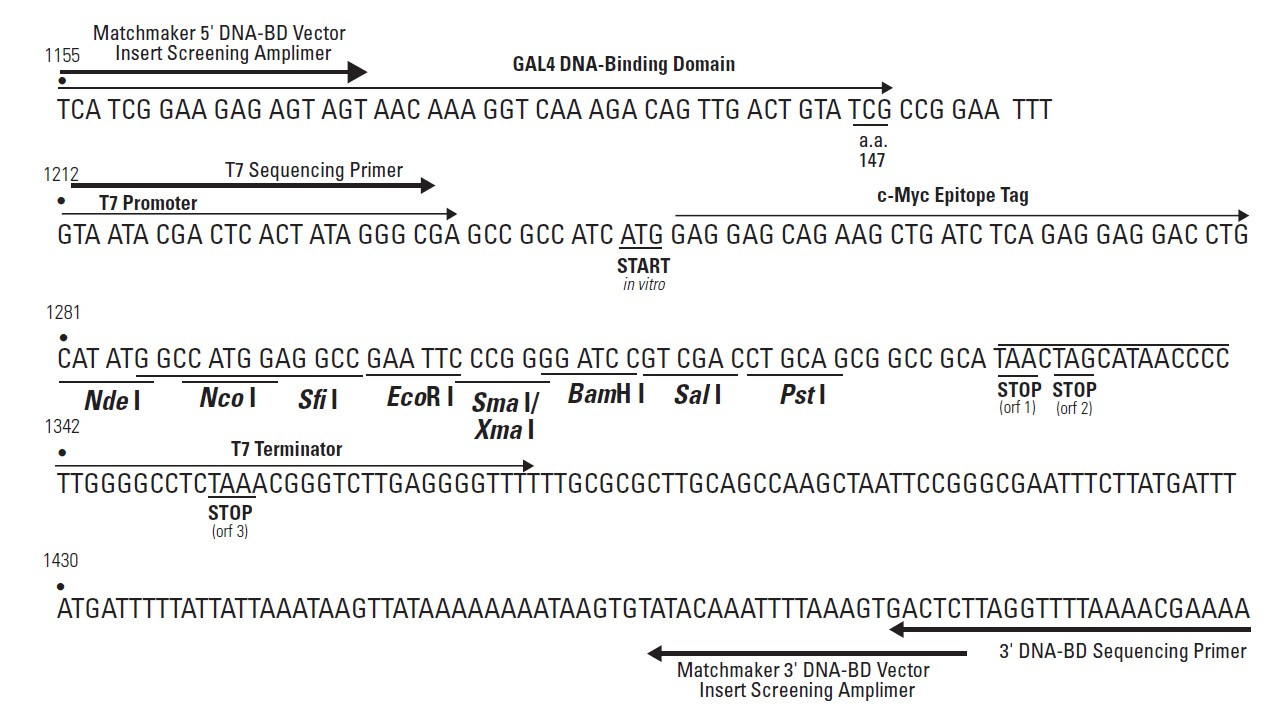 Matchmaker 5' DNA-BD Vector
Insert Screening Amplimer
1155
GAL4 DNA-Binding Domain
TCA TCG GAA GAG AGT AGT AAC AAA GGT CAA AGA CAG TTG ACT GTA TCG CCG GAA TTT
a.a.
147
1212
T7 Sequencing Primer
T7 Promoter
c-Myc Epitope Tag
GTA ATA CGA CTC ACT ATA GGG CGA GCC GCC ATC ATG GAG GAG CAG AAG CTG ATC TCA GAG GAG GAC CTG
START
in vitro
1281
CAT ATG GCC ATG GAG GCC GAA TTC CCG GGG ATC CGT CGA CCT GCA GCG GCC GCA TAACTAGCATAACCCC
Nde I Nco I Sfi I EcoR I Sma I/ BamH I Sal I Pst I STOP STOP
Xma I (orf 1) (orf 2)
1342
T7 Terminator
TTGGGGCCTCTAAACGGGTCTTGAGGGGTTTTTTGCGCGCTTGCAGCCAAGCTAATTCCGGGCGAATTTCTTATGATTT
STOP
(orf 3)
1430
ATGATTTTTATTATTAAATAAGTTATAAAAAAAATAAGTGTATACAAATTTTAAAGTGACTCTTAGGTTTTAAAACGAAAA
3' DNA-BD Sequencing Primer
Matchmaker 3' DNA-BD Vector
Insert Screening Amplimer